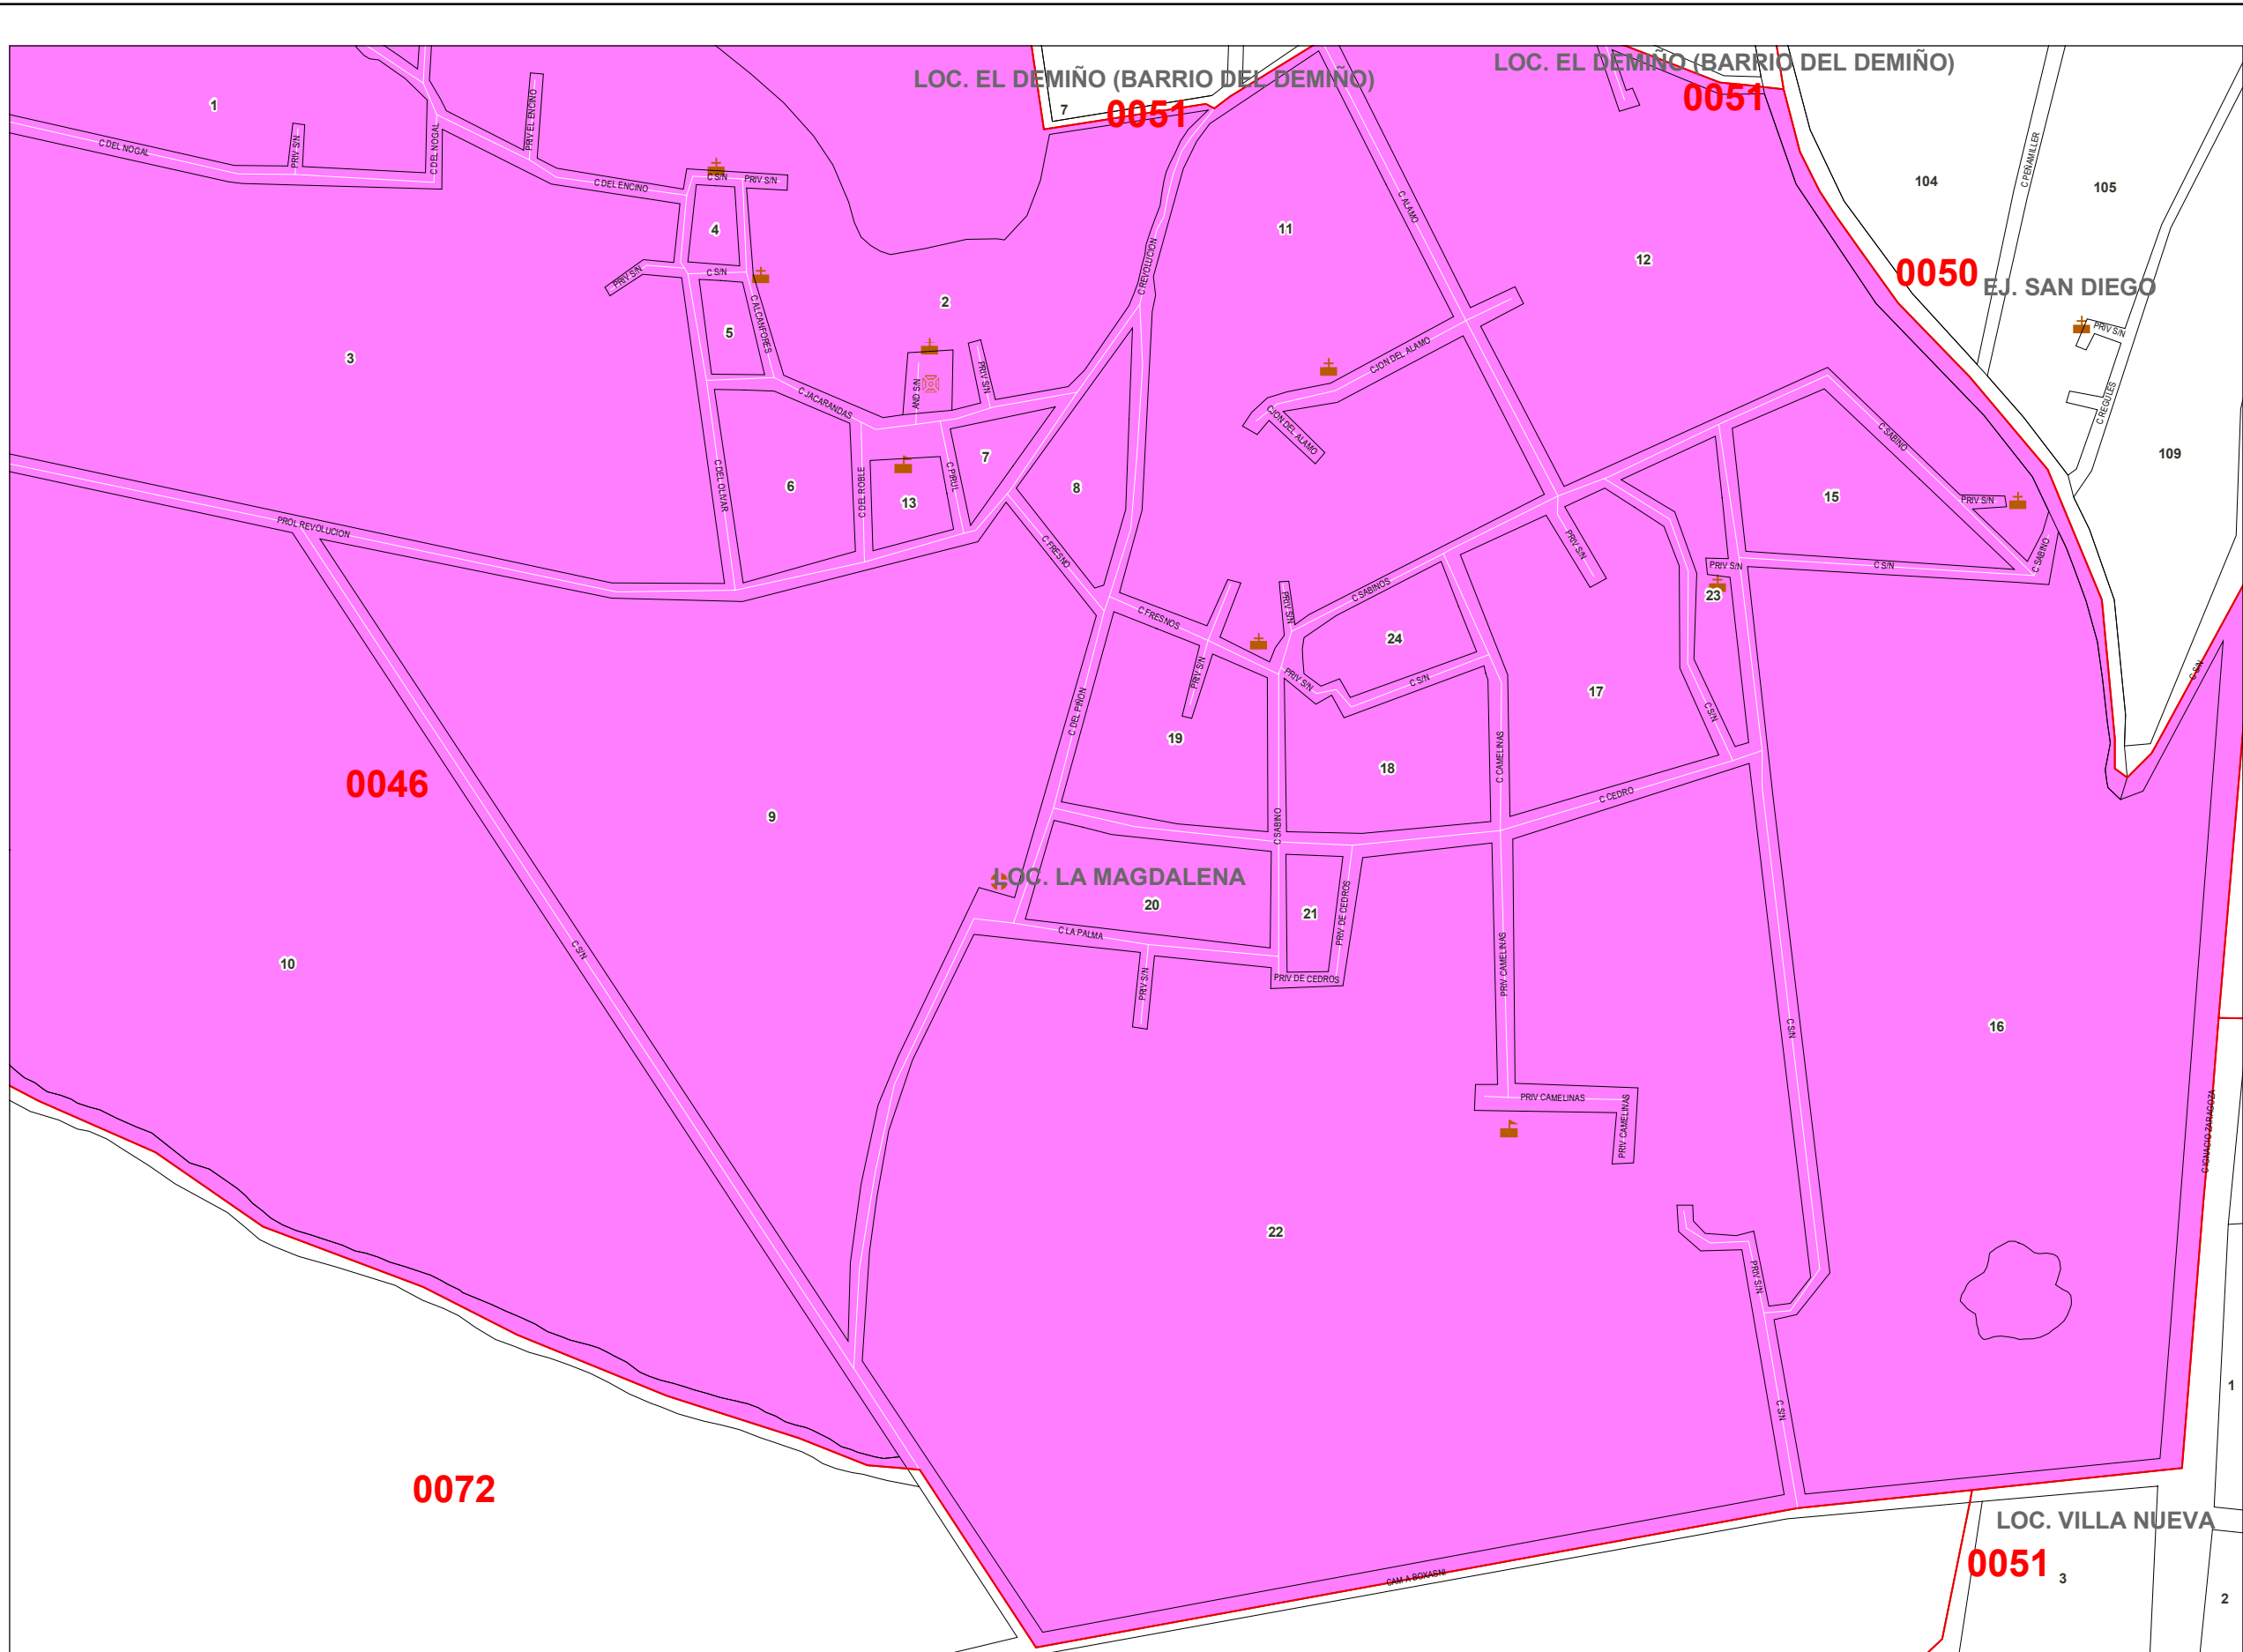 LOC. EL DEMIÑO (BARRIO DEL DEMIÑO)
LOC. EL DEMIÑO (BARRIO DEL DEMIÑO)
0051
0051
7
1
C DEL NOGAL
PRIV S/N
C DEL NOGAL
PRIV EL ENCINO
C DEL ENCINO
C S/N
PRIV S/N
4
C S/N
PRIV S/N
5
C ALCANFORES
2
3
C REVOLUCION
11
C ALAMO
12
104
C PEÑAMILLER
105
0050
EJ. SAN DIEGO
PRIV S/N
C REGULES
109
AND S/N
PRIV S/N
C JACARANDAS
CJON DEL ALAMO
CJON DEL ALAMO
C DEL OLIVAR
6
C DEL ROBLE
13
C PIRUL
7
8
C SABINO
15
PRIV S/N
C SABINO
PROL REVOLUCION
C FRESNO
PRIV S/N
PRIV S/N
C S/N
23
C FRESNOS
PRIV S/N
C SABINOS
24
PRIV S/N
PRIV S/N
C S/N
17
C S/N
C S/N
C DEL PIÑON
19
18
C CAMELINAS
C CEDRO
0046
9
C SABINO
LOC. LA MAGDALENA
20
21
PRIV DE CEDROS
C LA PALMA
PRIV S/N
PRIV DE CEDROS
PRIV CAMELINAS
10
C S/N
C S/N
16
PRIV CAMELINAS
PRIV CAMELINAS
C IGNACIO ZARAGOZA
22
PRIV S/N
C S/N
1
0072
LOC. VILLA NUEVA
0051
3
CAM A BOXASNI
2